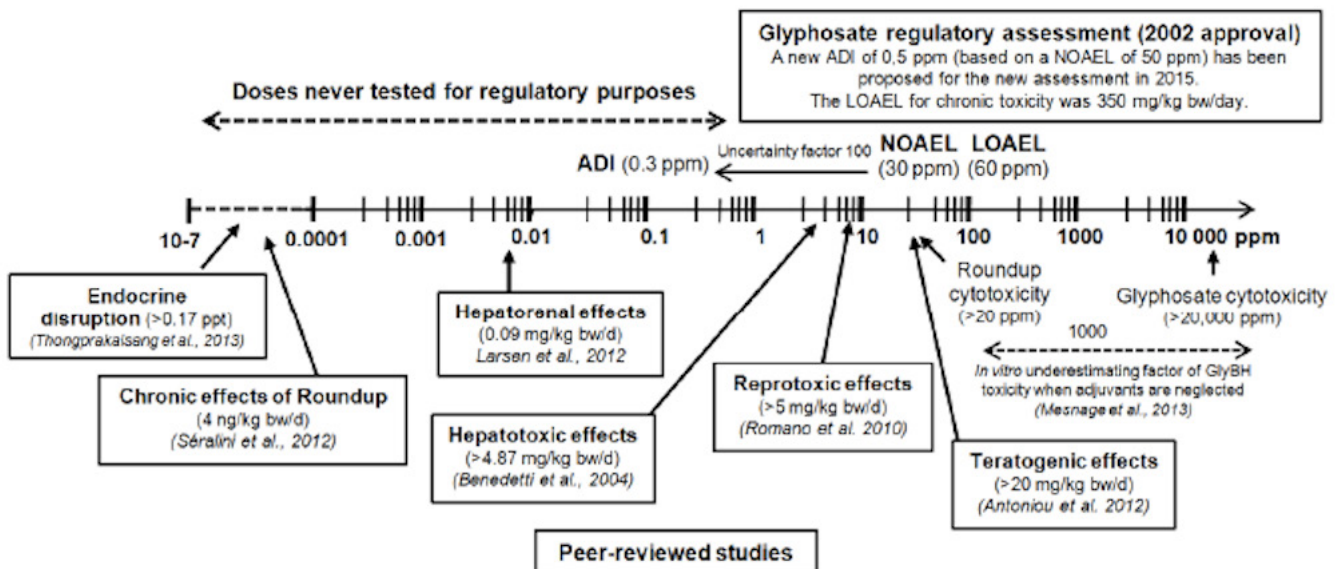 Glyphosate regulatory assessment (2002 approval)
A new ADI of 0,5 ppm (based on a NOAEL of 50 ppm) has been
proposed for the new assessment in 2015.
The LOAEL for chronic toxicity was 350 mg/kg bw/day.
Doses never tested for regulatory purposes
ADI (0.3 ppm)
Uncertainty factor 100
NOAEL LOAEL
(30 ppm) (60 ppm)
10-7 0.0001 0.001 0.01 0.1 1 10 100 1000 10 000 ppm
Endocrine
disruption (>0.17 ppt)
(Thongprakaisang et al., 2013)
Chronic effects of Roundup
(4 ng/kg bw/d)
(Séralini et al., 2012)
Hepatorenal effects
(0.09 mg/kg bw/d)
Larsen et al., 2012
Hepatotoxic effects
(>4.87 mg/kg bw/d)
(Benedetti et al., 2004)
Reprotoxic effects
(>5 mg/kg bw/d)
(Romano et al. 2010)
Roundup
cytotoxicity
(>20 ppm)
Glyphosate cytotoxicity
(>20,000 ppm)
1000
In vitro underestimating factor of GlyBH
toxicity when adjuvants are neglected
(Mesnage et al., 2013)
Teratogenic effects
(>20 mg/kg bw/d)
(Antoniou et al. 2012)
Peer-reviewed studies